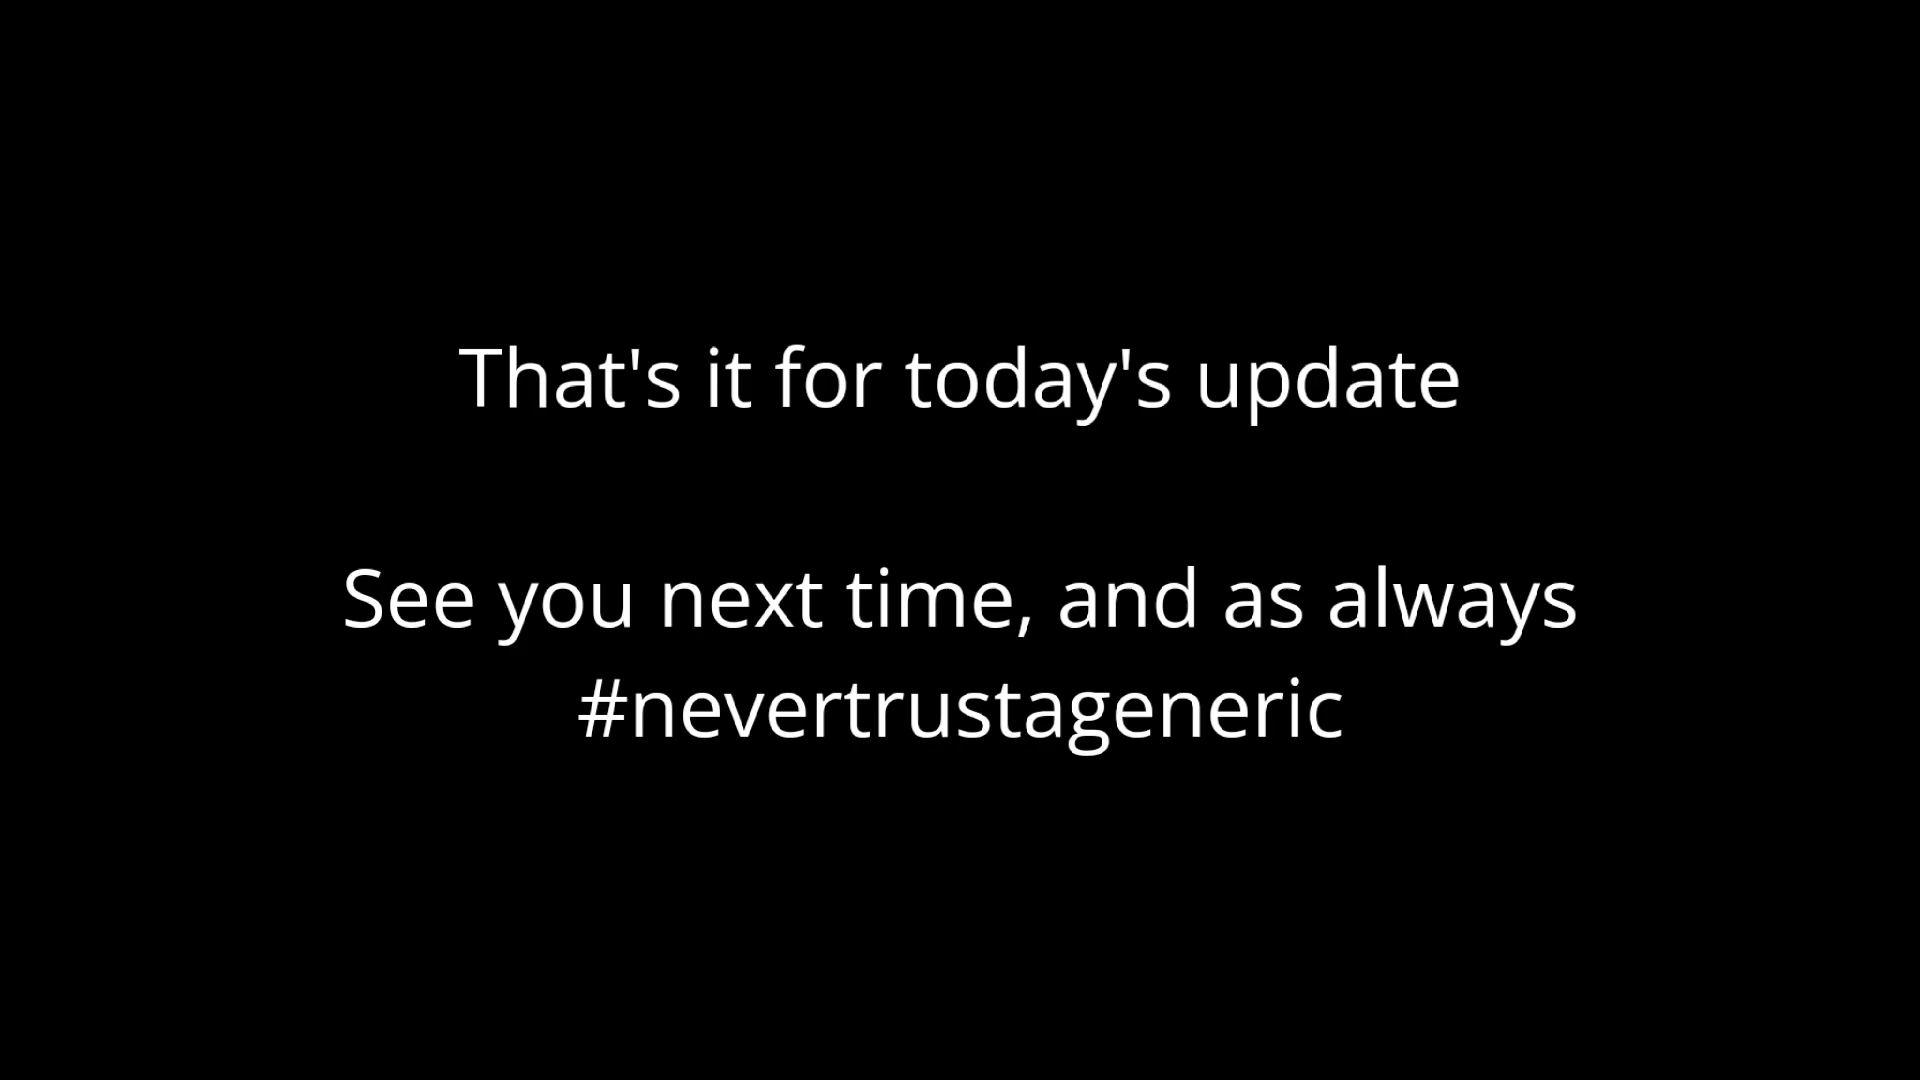 That's it for today's update
See you next time, and as always
#nevertrustageneric